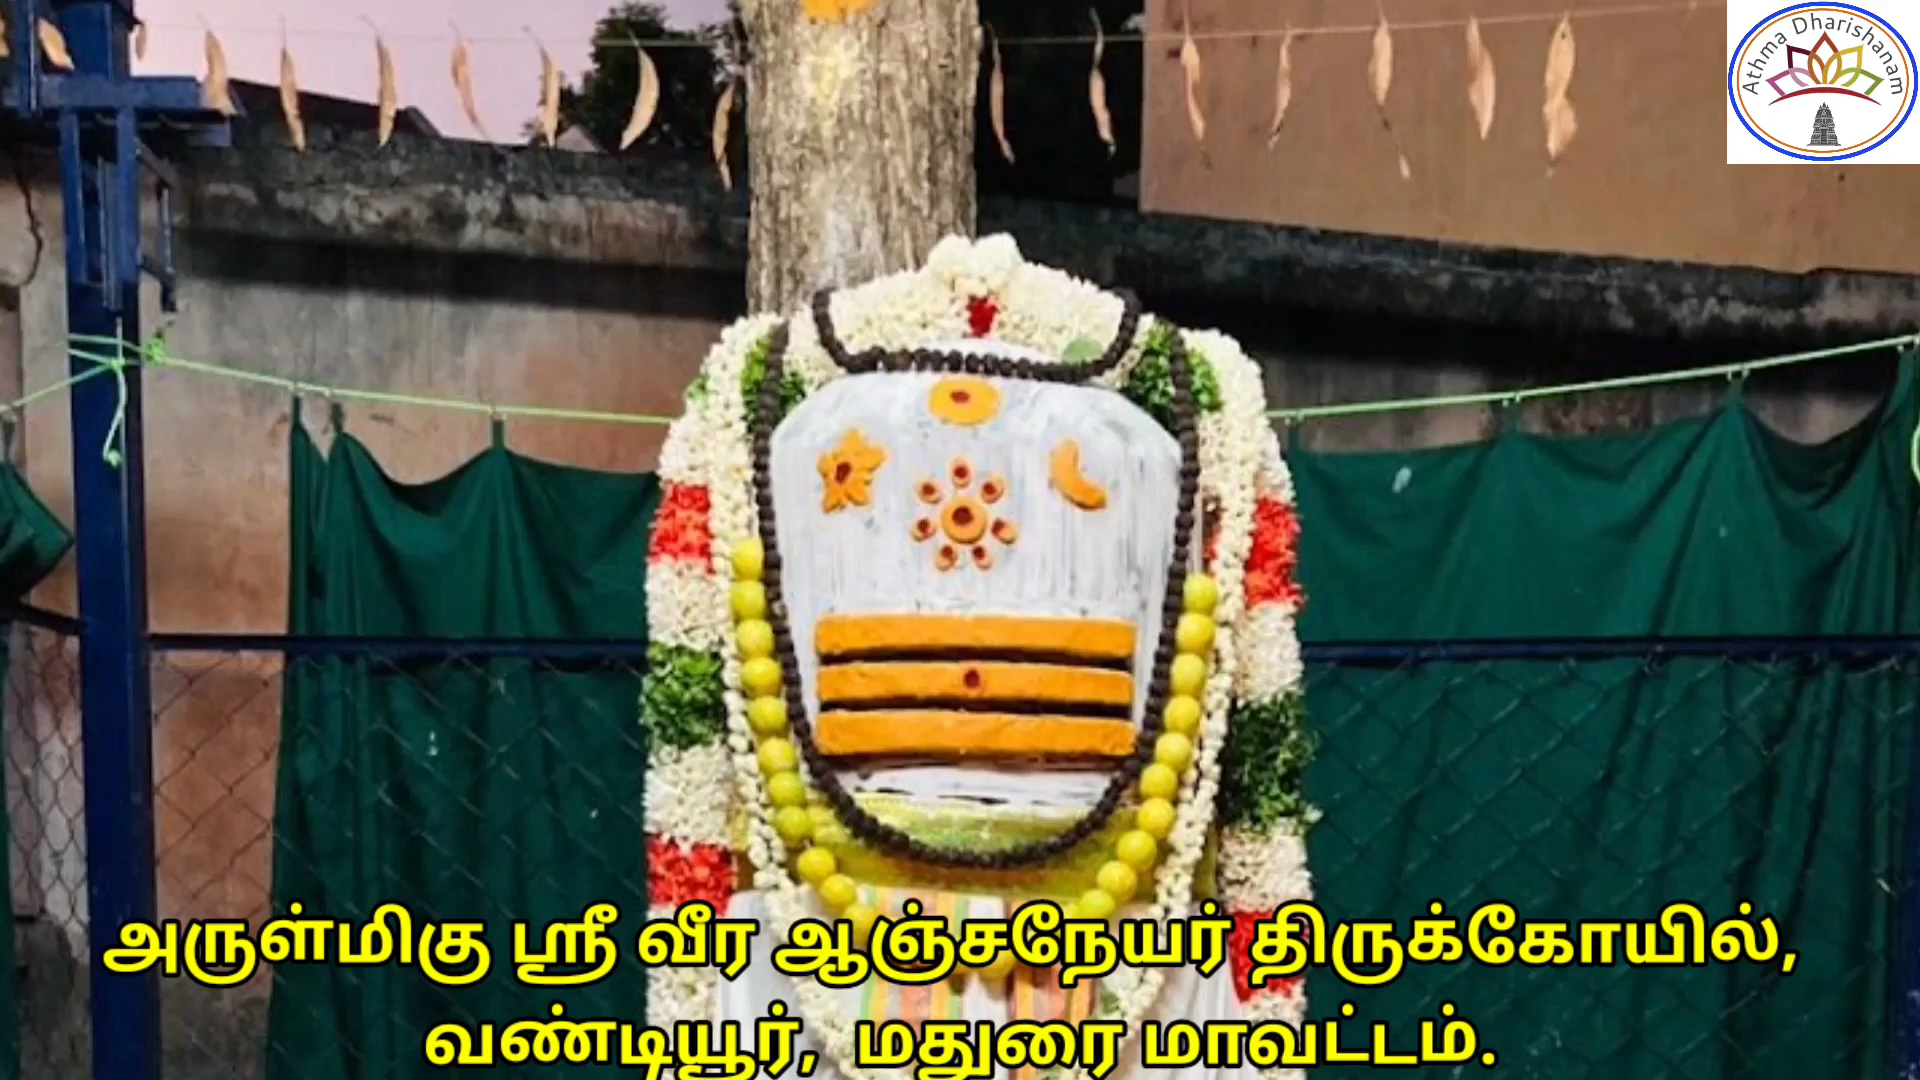 Athma Dharishanam
அருள்மிகு ஸ்ரீ வீர ஆஞ்சநேயர் திருக்கோயில்,
வண்டியூர், மதுரை மாவட்டம்.